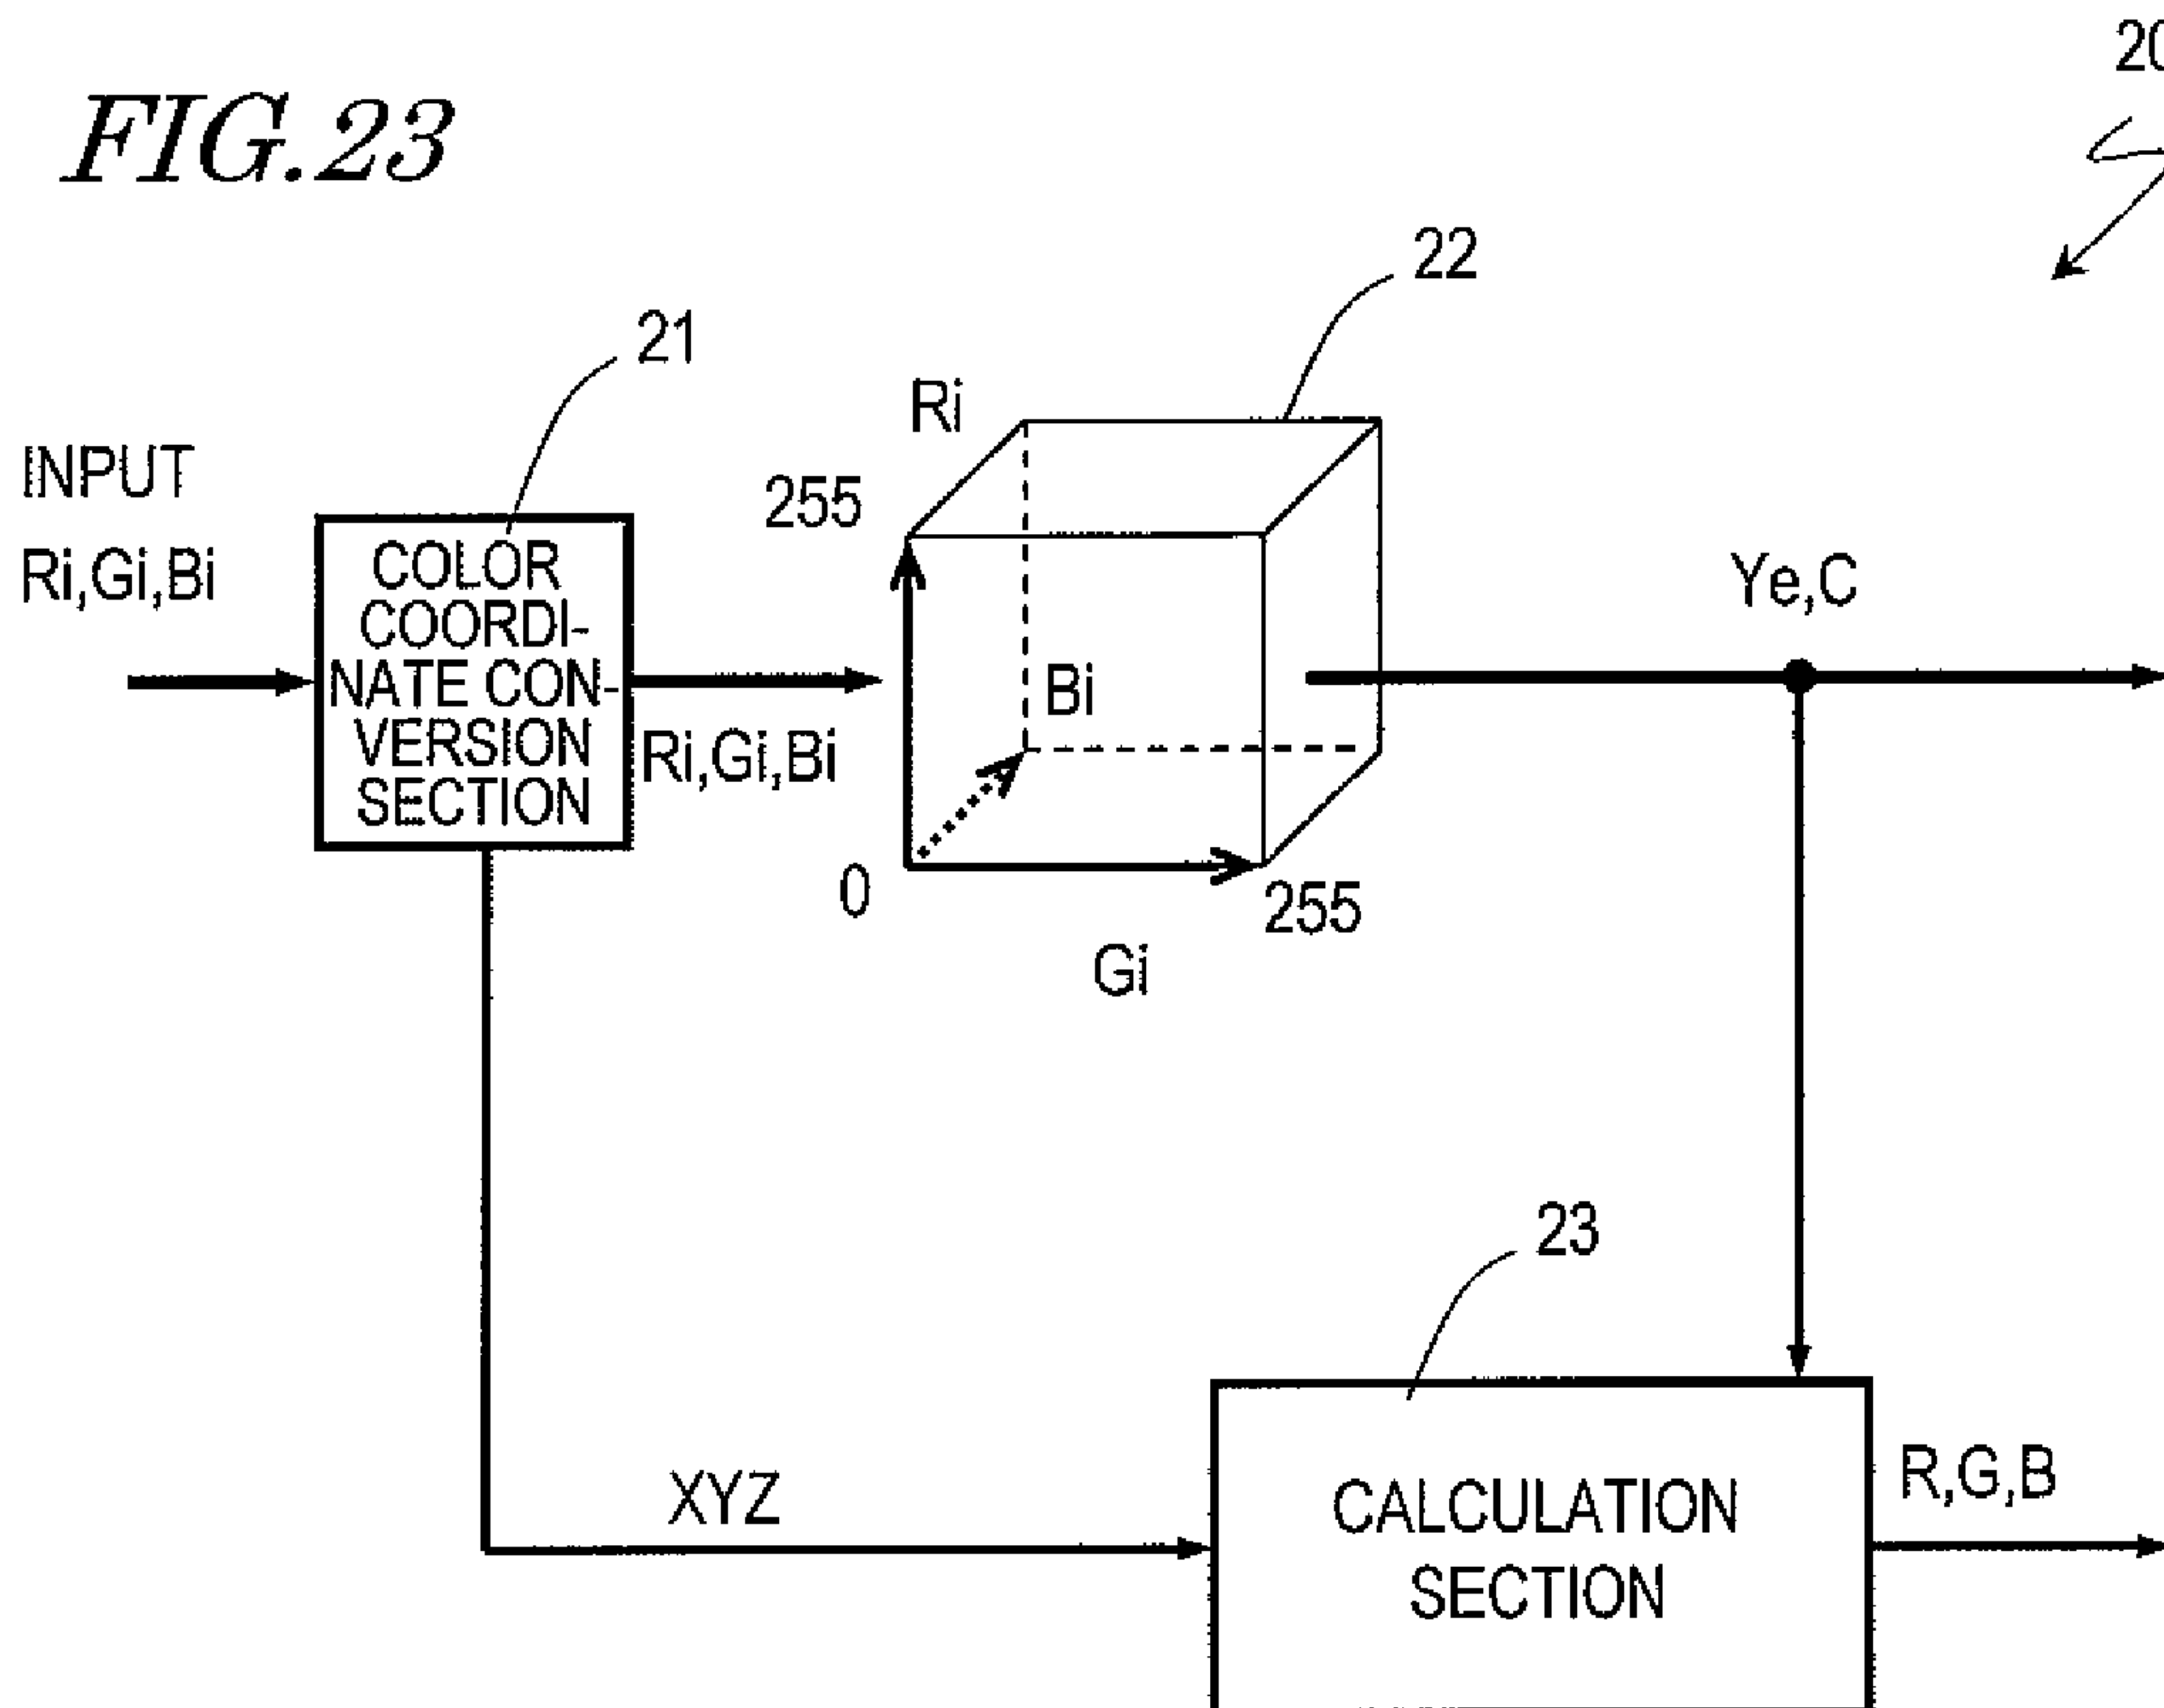 FIG.23
20
22
21
Ri
INPUT
255
Ri,Gi,Bi
COLOR
COORDI-
NATE CON-
VERSION
SECTION
Ye,C
Bi
Ri,Gi,Bi
0
255
Gi
23
XYZ
CALCULATION
SECTION
R,G,B